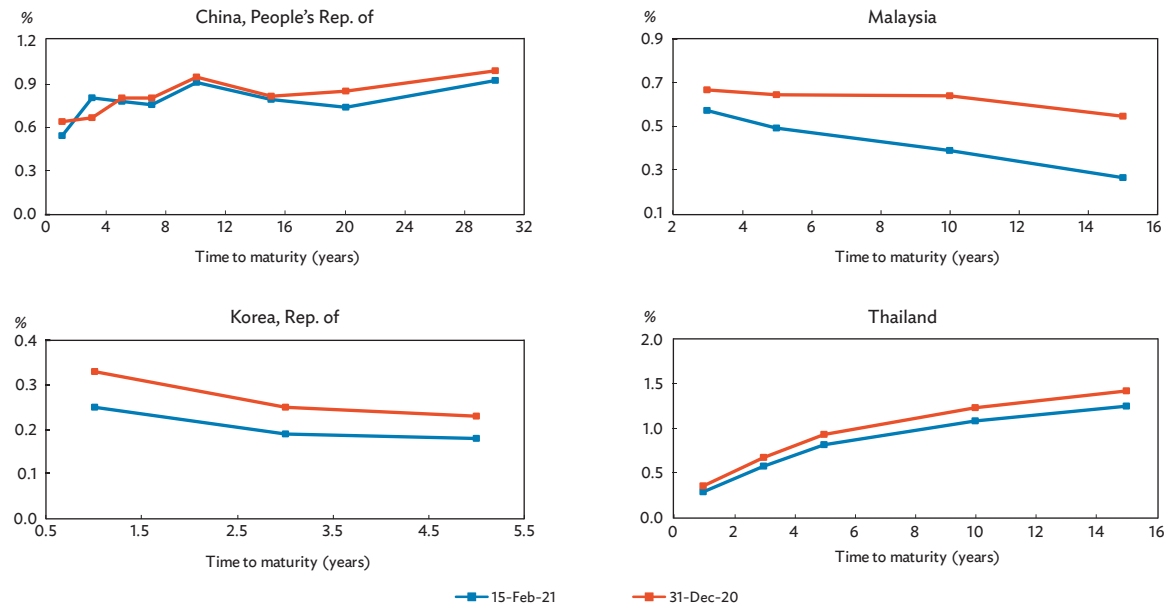 China, People's Rep. of
%
1.2
0.9
0.6
0.3
0.0
0 4 8 12 16 20 24 28 32
Time to maturity (years)
Malaysia
%
0.9
0.7
0.5
0.3
0.1
2 4 6 8 10 12 14 16
Time to maturity (years)
Korea, Rep. of
%
0.4
0.3
0.2
0.1
0.0
0.5 1.5 2.5 3.5 4.5 5.5
Time to maturity (years)
Thailand
%
2.0
1.5
1.0
0.5
0.0
0 2 4 6 8 10 12 14 16
Time to maturity (years)
15-Feb-21 31-Dec-20